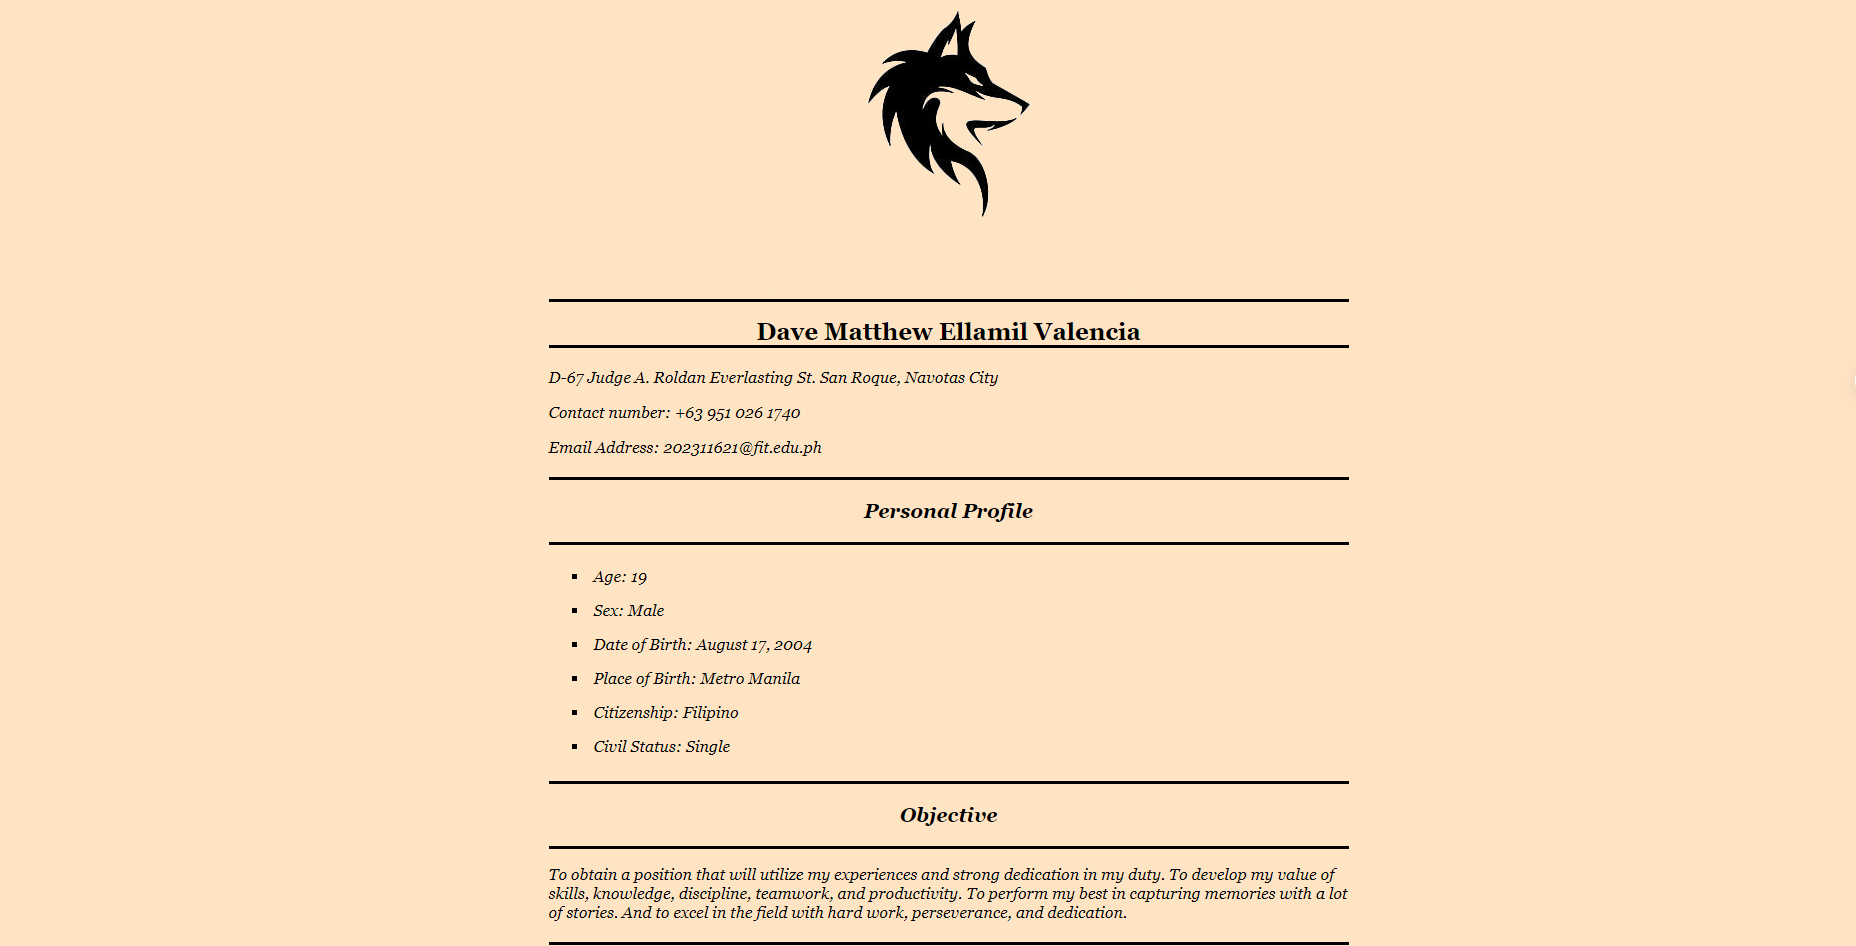 Dave Matthew Ellamil Valencia
D-67 Judge A. Roldan Everlasting St. San Roque, Navotas City
Contact number: +63 951 026 1740
Email Address: 202311621@fit.edu.ph
Personal Profile
Age: 19
Sex: Male
Date of Birth: August 17, 2004
Place of Birth: Metro Manila
Citizenship: Filipino
Civil Status: Single
Objective
To obtain a position that will utilize my experiences and strong dedication in my duty. To develop my value of
skills, knowledge, discipline, teamwork, and productivity. To perform my best in capturing memories with a lot
of stories. And to excel in the field with hard work, perseverance, and dedication.